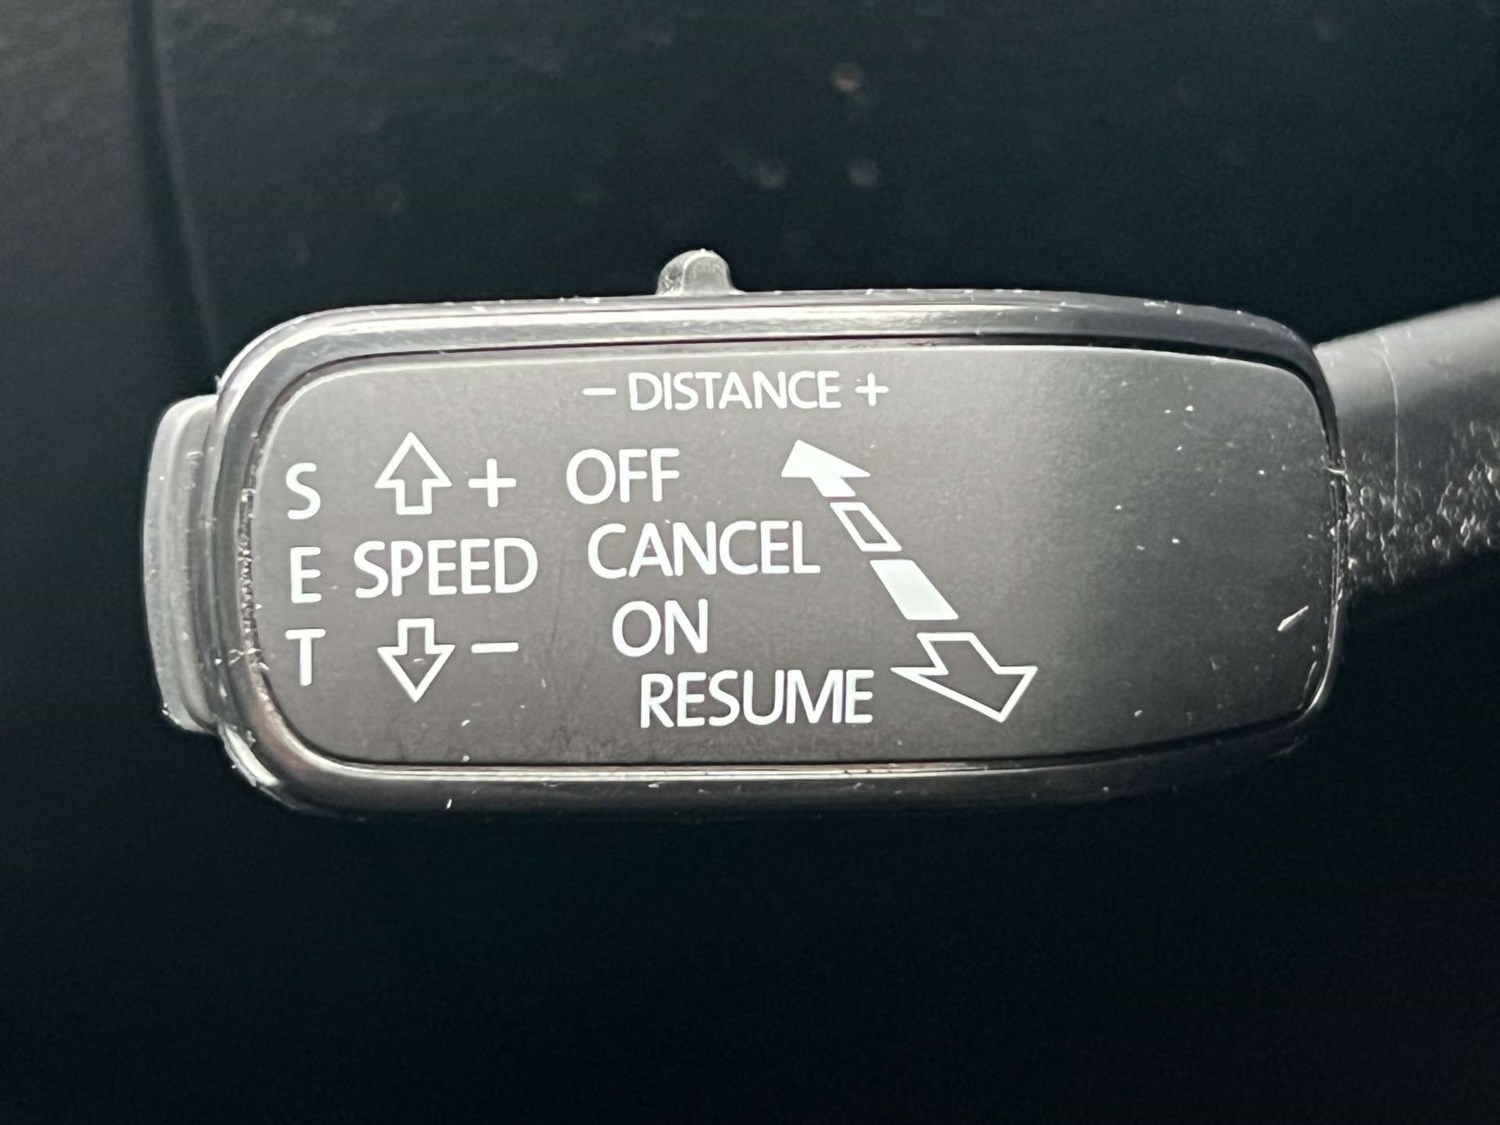 − DISTANCE +
S + OFF
E SPEED CANCEL
T − ON
RESUME